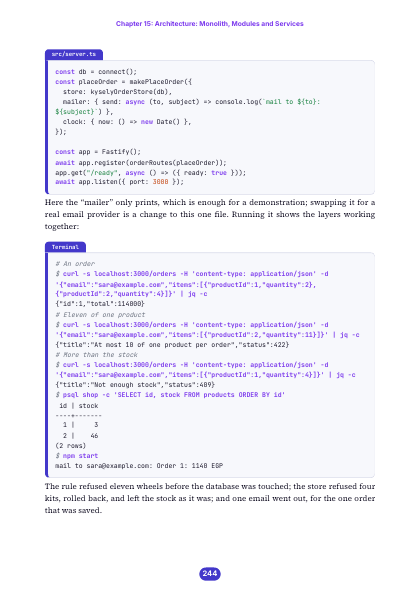 Chapter 15: Architecture: Monolith, Modules and Services
src/server.ts
const db = connect();
const placeOrder = makePlaceOrder({
  store: kyselyOrderStore(db),
  mailer: { send: async (to, subject) => console.log(`mail to ${to}:
${subject}`) },
  clock: { now: () => new Date() },
});

const app = Fastify();
await app.register(orderRoutes(placeOrder));
app.get("/ready", async () => ({ ready: true }));
await app.listen({ port: 3000 });
Here the “mailer” only prints, which is enough for a demonstration; swapping it for a
real email provider is a change to this one file. Running it shows the layers working
together:
Terminal
# An order
$ curl -s localhost:3000/orders -H 'content-type: application/json' -d
'{"email":"sara@example.com","items":[{"productId":1,"quantity":2},
{"productId":2,"quantity":4}]}' | jq -c
{"id":1,"total":114000}
# Eleven of one product
$ curl -s localhost:3000/orders -H 'content-type: application/json' -d
'{"email":"sara@example.com","items":[{"productId":2,"quantity":11}]}' | jq -c
{"title":"At most 10 of one product per order","status":422}
# More than the stock
$ curl -s localhost:3000/orders -H 'content-type: application/json' -d
'{"email":"sara@example.com","items":[{"productId":1,"quantity":4}]}' | jq -c
{"title":"Not enough stock","status":409}
$ psql shop -c 'SELECT id, stock FROM products ORDER BY id'
 id | stock
----+-------
  1 |     3
  2 |    46
(2 rows)
$ npm start
mail to sara@example.com: Order 1: 1140 EGP
The rule refused eleven wheels before the database was touched; the store refused four
kits, rolled back, and left the stock as it was; and one email went out, for the one order
that was saved.
244